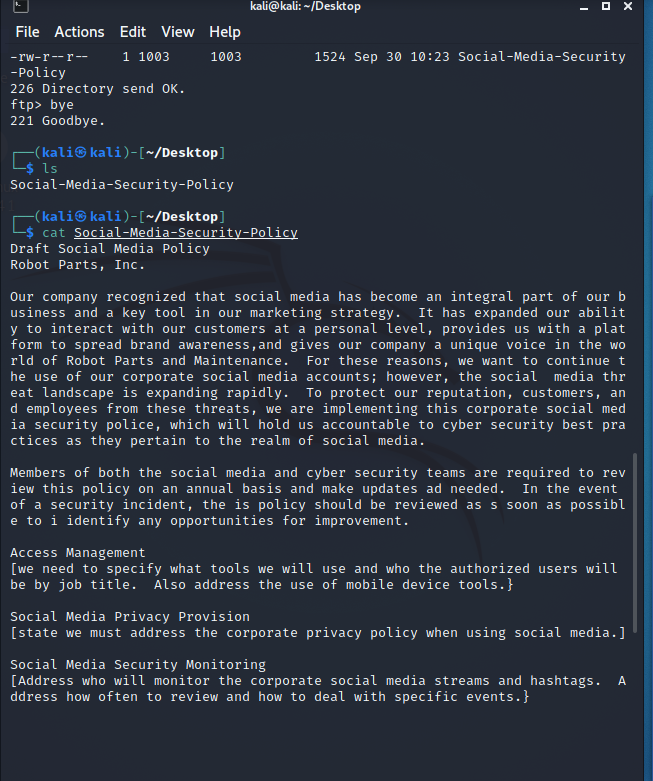 kali@kali: ~/Desktop
File Actions Edit View Help
-rw-r--r-- 1 1003 1003 1524 Sep 30 10:23 Social-Media-Security
-Policy
226 Directory send OK.
ftp> bye
221 Goodbye.
┌──(kali㉿kali)-[~/Desktop]
└─$ ls
Social-Media-Security-Policy
┌──(kali㉿kali)-[~/Desktop]
└─$ cat Social-Media-Security-Policy
Draft Social Media Policy
Robot Parts, Inc.
Our company recognized that social media has become an integral part of our b
usiness and a key tool in our marketing strategy.  It has expanded our abilit
y to interact with our customers at a personal level, provides us with a plat
form to spread brand awareness,and gives our company a unique voice in the wo
rld of Robot Parts and Maintenance.  For these reasons, we want to continue t
he use of our corporate social media accounts; however, the social  media thr
eat landscape is expanding rapidly.  To protect our reputation, customers, an
d employees from these threats, we are implementing this corporate social med
ia security police, which will hold us accountable to cyber security best pra
ctices as they pertain to the realm of social media.
Members of both the social media and cyber security teams are required to rev
iew this policy on an annual basis and make updates ad needed.  In the event
of a security incident, the is policy should be reviewed as s soon as possibl
e to i identify any opportunities for improvement.
Access Management
[we need to specify what tools we will use and who the authorized users will
be by job title.  Also address the use of mobile device tools.}
Social Media Privacy Provision
[state we must address the corporate privacy policy when using social media.]
Social Media Security Monitoring
[Address who will monitor the corporate social media streams and hashtags.  A
ddress how often to review and how to deal with specific events.}